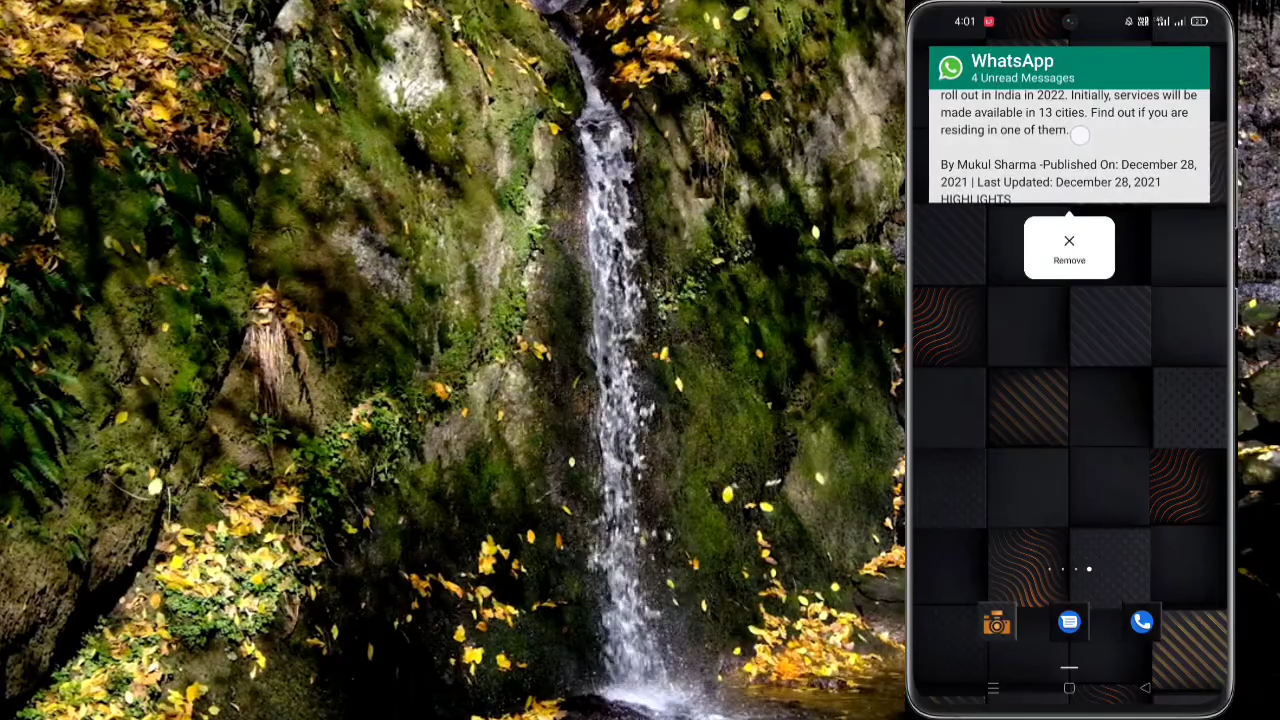 4:01
WhatsApp
4 Unread Messages
roll out in India in 2022. Initially, services will be
made available in 13 cities. Find out if you are
residing in one of them.
By Mukul Sharma -Published On: December 28,
2021 | Last Updated: December 28, 2021
HIGHLIGHTS
Remove